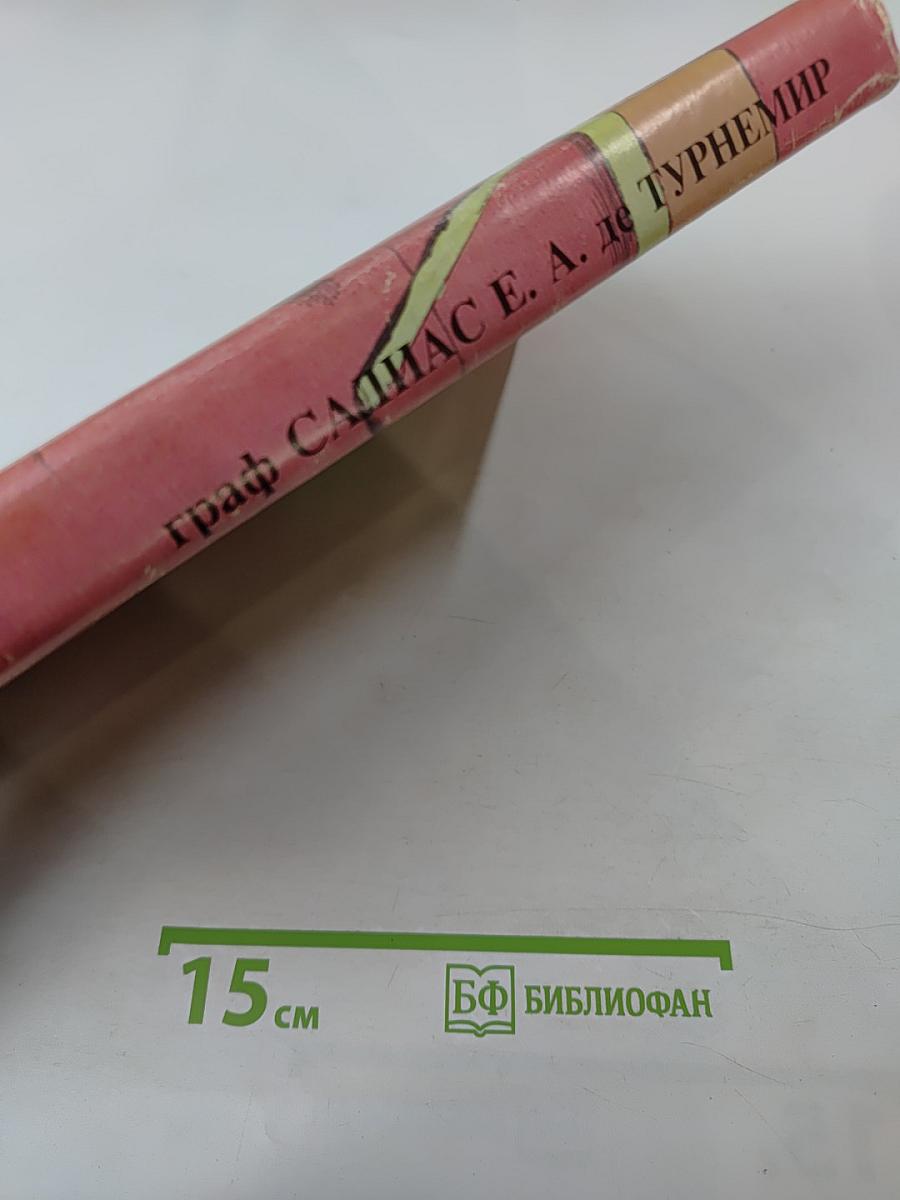 граф САЛИАС Е. А. де ТУРНЕМИР
15 см
БФ БИБЛИОФАН